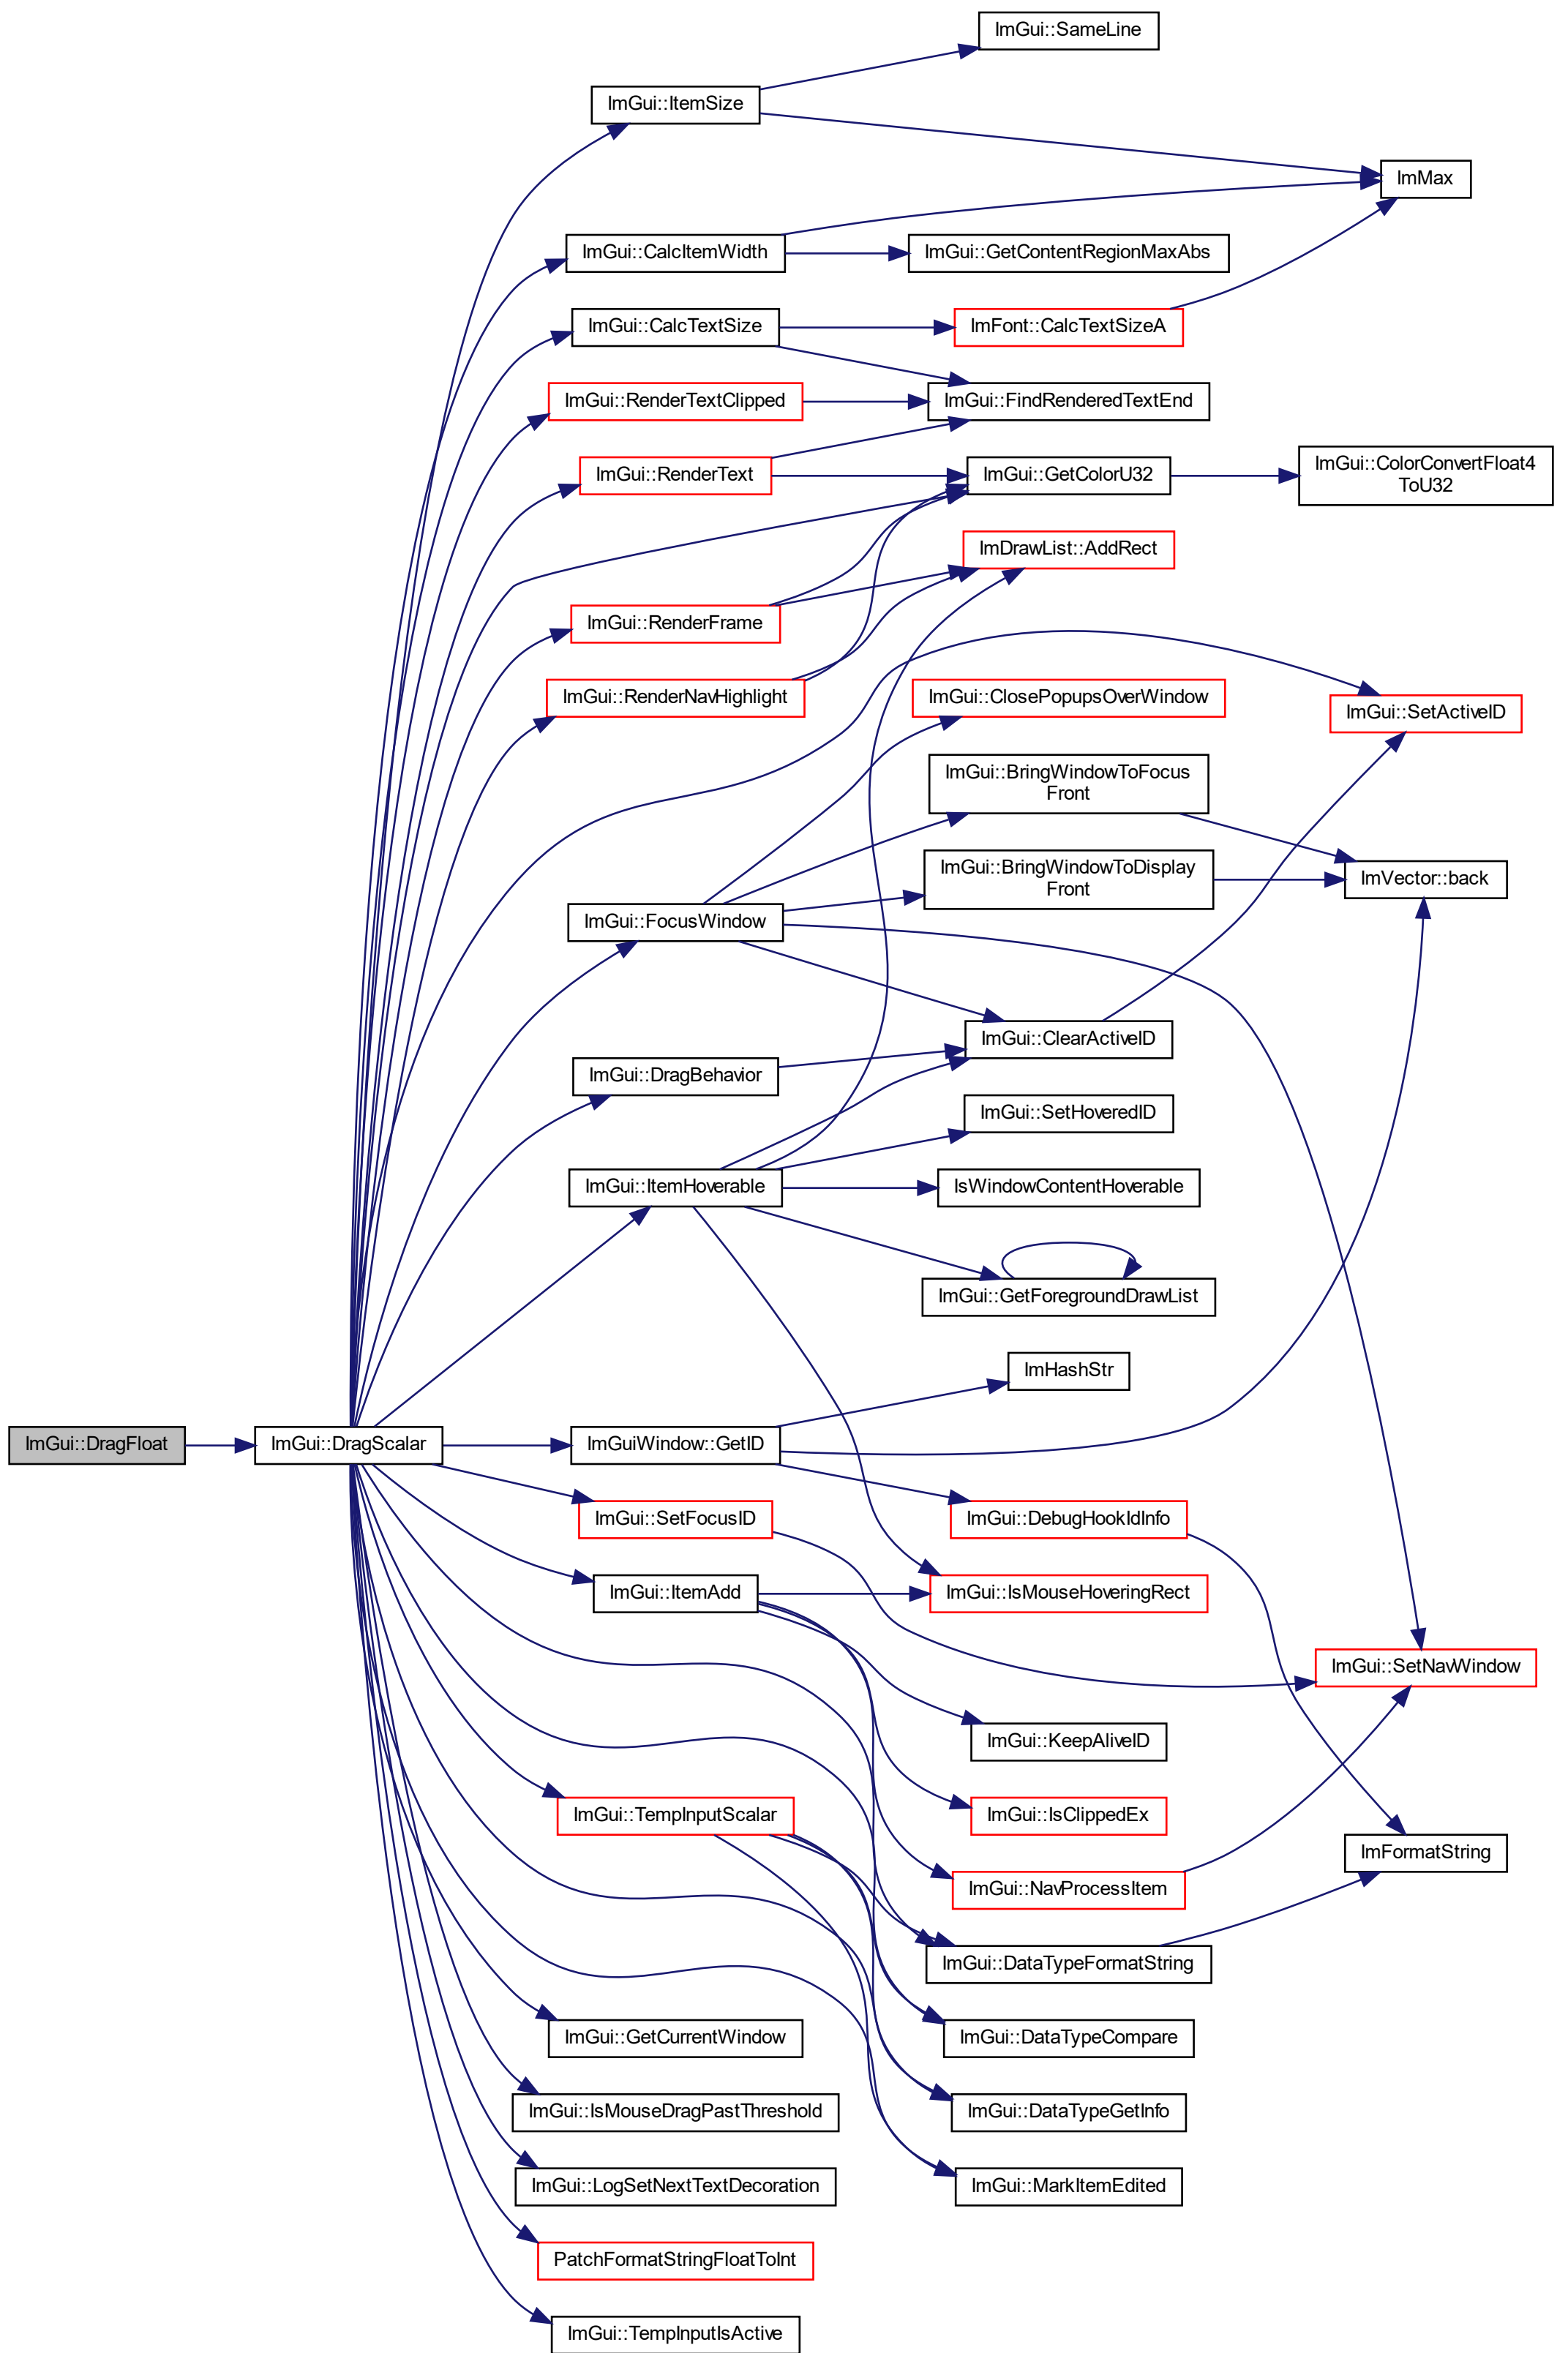 ImGui::SameLine
ImGui::ItemSize
ImMax
ImGui::CalcItemWidth
ImGui::GetContentRegionMaxAbs
ImGui::CalcTextSize
ImFont::CalcTextSizeA
ImGui::RenderTextClipped
ImGui::FindRenderedTextEnd
ImGui::RenderText
ImGui::GetColorU32
ImGui::ColorConvertFloat4
ToU32
ImDrawList::AddRect
ImGui::RenderFrame
ImGui::RenderNavHighlight
ImGui::ClosePopupsOverWindow
ImGui::SetActiveID
ImGui::BringWindowToFocus
Front
ImGui::BringWindowToDisplay
Front
ImVector::back
ImGui::FocusWindow
ImGui::ClearActiveID
ImGui::DragBehavior
ImGui::SetHoveredID
ImGui::ItemHoverable
IsWindowContentHoverable
ImGui::GetForegroundDrawList
ImHashStr
ImGui::DragFloat
ImGui::DragScalar
ImGuiWindow::GetID
ImGui::SetFocusID
ImGui::DebugHookIdInfo
ImGui::ItemAdd
ImGui::IsMouseHoveringRect
ImGui::SetNavWindow
ImGui::KeepAliveID
ImGui::TempInputScalar
ImGui::IsClippedEx
ImFormatString
ImGui::NavProcessItem
ImGui::DataTypeFormatString
ImGui::GetCurrentWindow
ImGui::DataTypeCompare
ImGui::IsMouseDragPastThreshold
ImGui::DataTypeGetInfo
ImGui::LogSetNextTextDecoration
ImGui::MarkItemEdited
PatchFormatStringFloatToInt
ImGui::TempInputIsActive